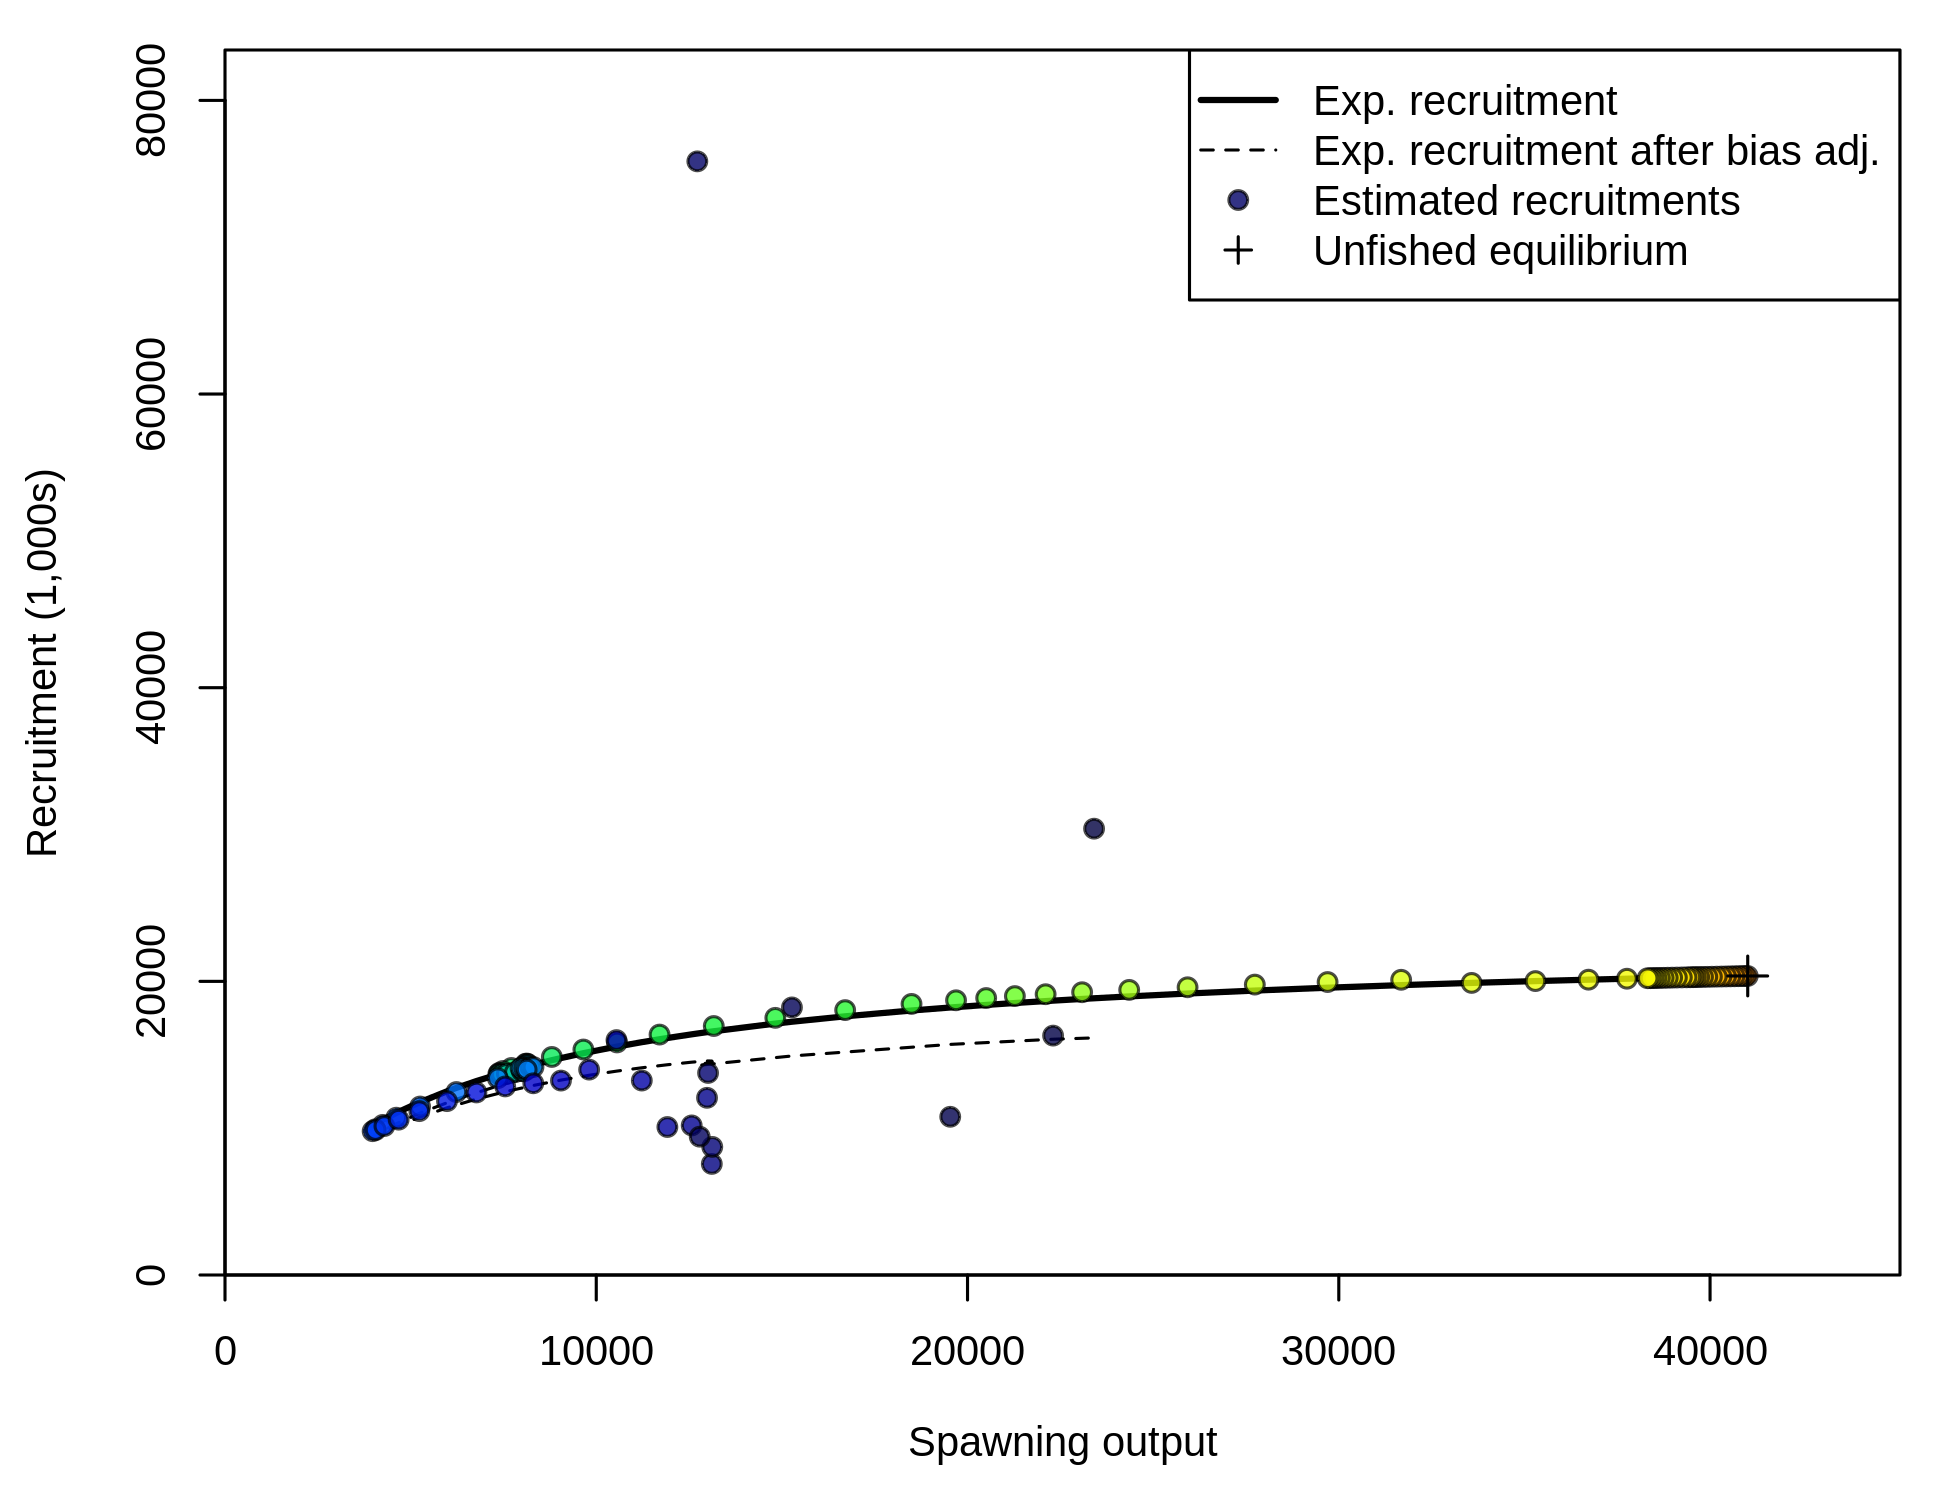 Exp. recruitment
Exp. recruitment after bias adj.
Estimated recruitments
Unfished equilibrium
Recruitment (1,000s)
80000
60000
40000
20000
0
0 10000 20000 30000 40000
Spawning output